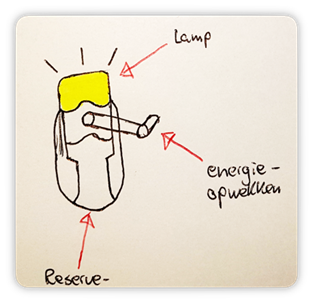 Lamp
energie-
opwekken
Reserve-